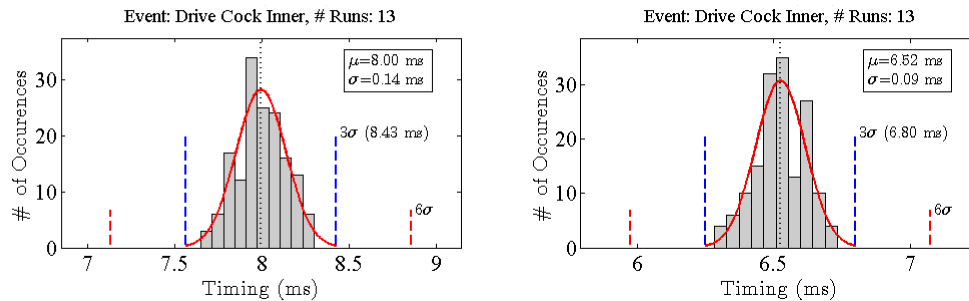 Event: Drive Cock Inner, # Runs: 13
μ=8.00 ms
σ=0.14 ms
3σ (8.43 ms)
6σ
# of Occurences
30
20
10
0
7
7.5
8
8.5
9
Timing (ms)
Event: Drive Cock Inner, # Runs: 13
μ=6.52 ms
σ=0.09 ms
3σ (6.80 ms)
6σ
# of Occurences
30
20
10
0
6
6.5
7
Timing (ms)